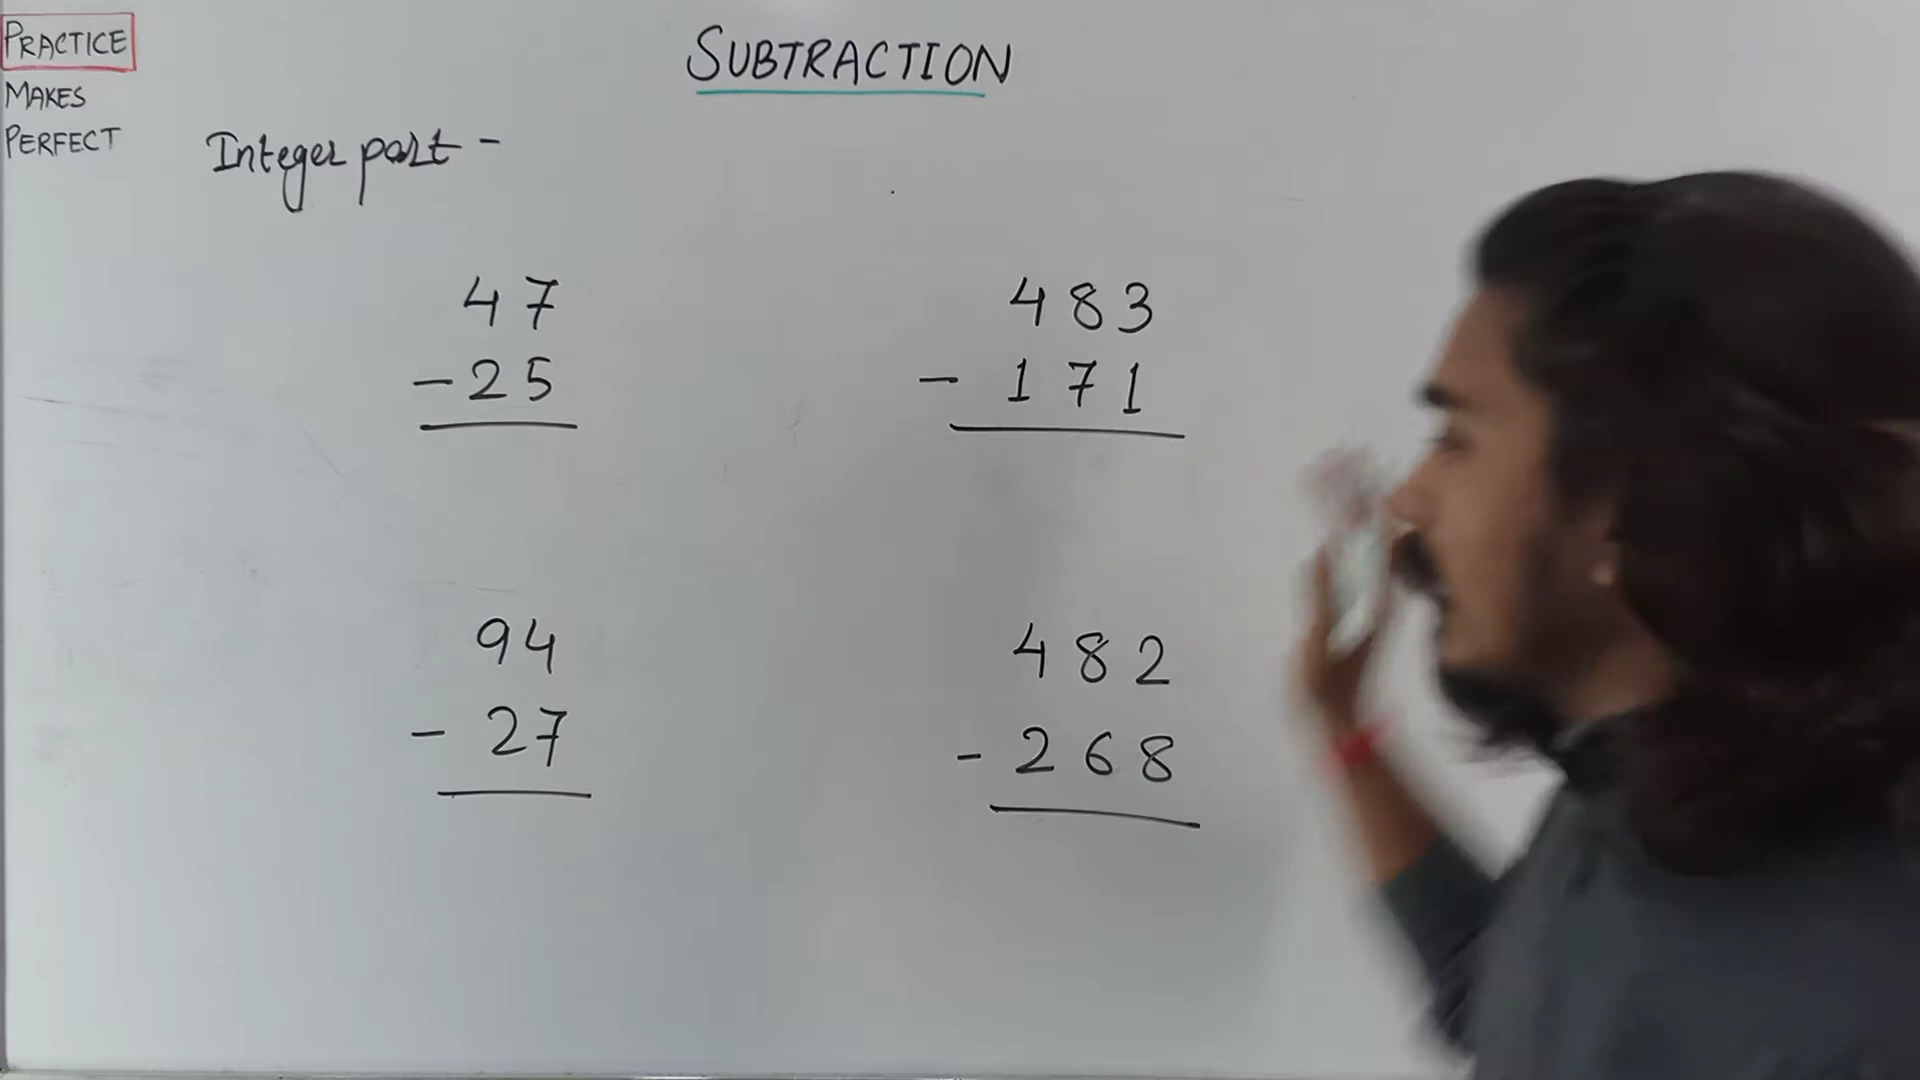 PRACTICE
MAKES
PERFECT
SUBTRACTION
Integer part -
47
-25
483
- 171
94
- 27
482
- 268